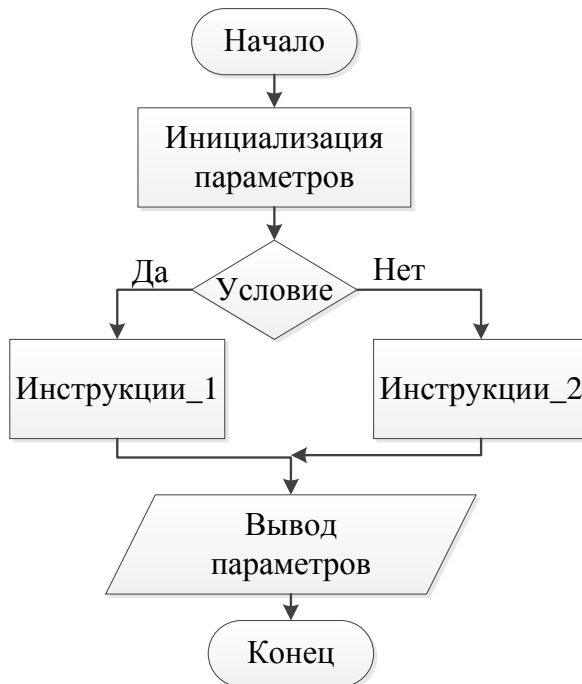 Начало
Инициализация
параметров
Да
Нет
Условие
Инструкции_1
Инструкции_2
Вывод
параметров
Конец